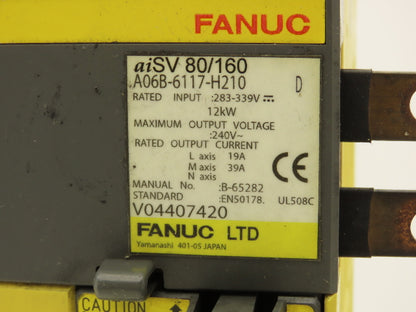 FANUC
aiSV 80/160
A06B-6117-H210 D
RATED INPUT :283-339V⎓
12kW
MAXIMUM OUTPUT VOLTAGE
:240V~
RATED OUTPUT CURRENT
L axis 19A
M axis 39A
N axis
CE
MANUAL No. :B-65282
STANDARD :EN50178. UL508C
V04407420
FANUC LTD
Yamanashi 401-05 JAPAN
CAUTION